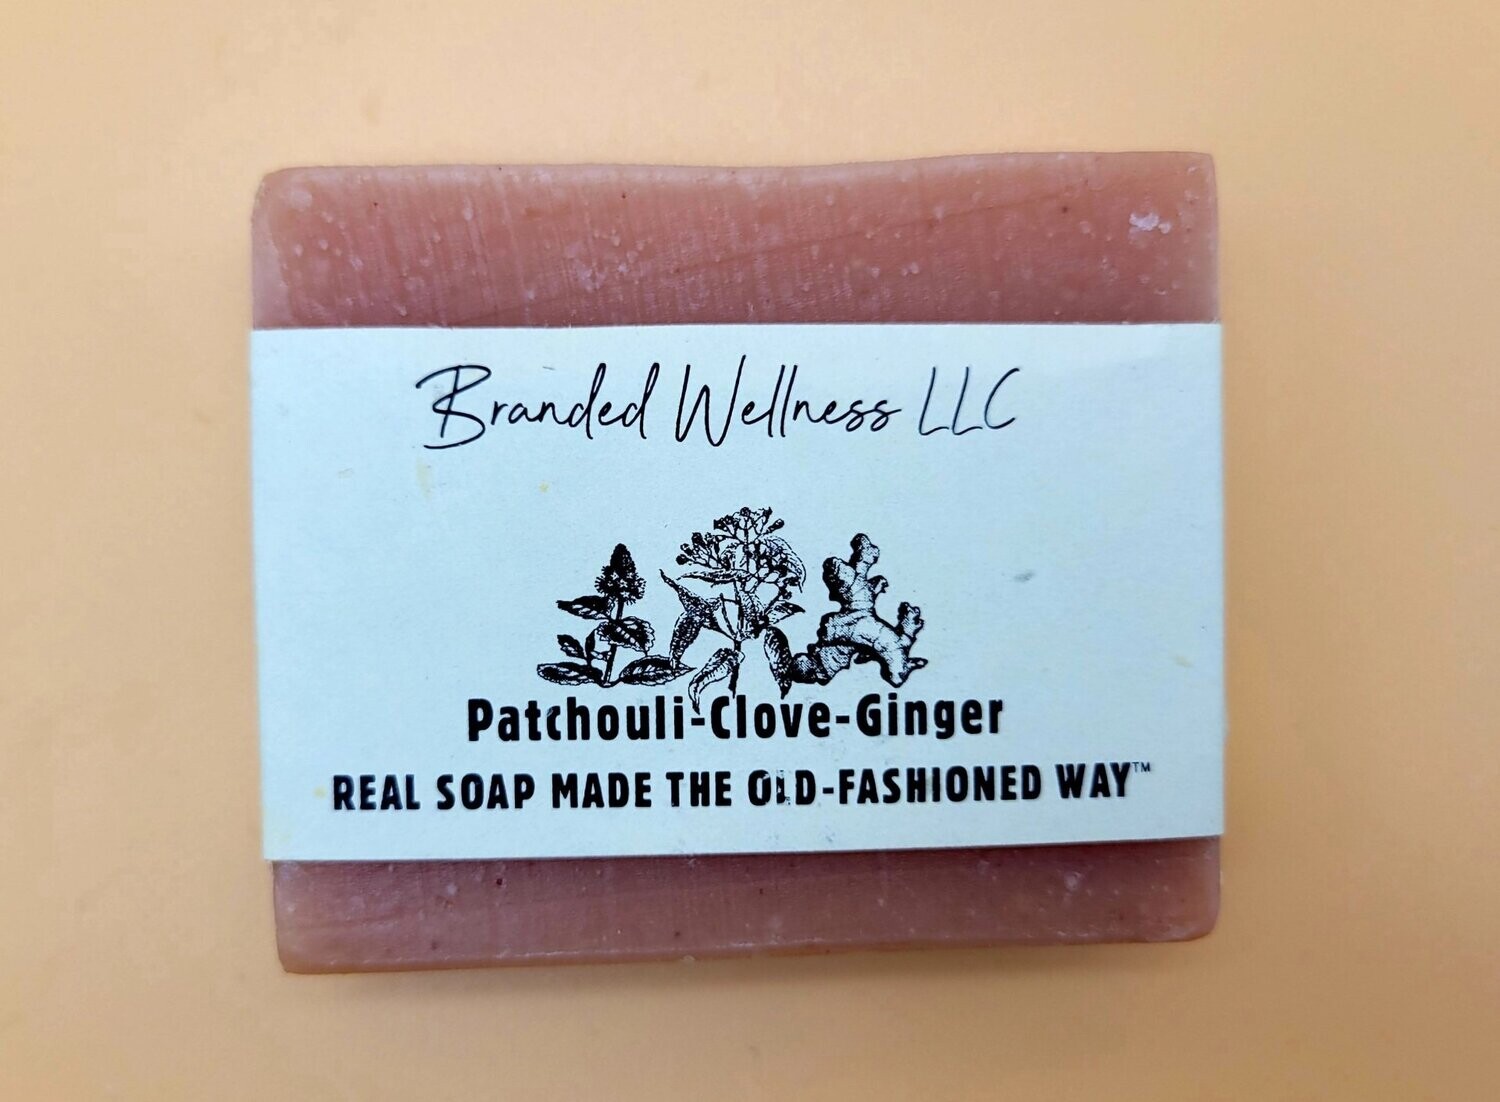 Branded Wellness LLC
Patchouli-Clove-Ginger
REAL SOAP MADE THE OLD-FASHIONED WAY™